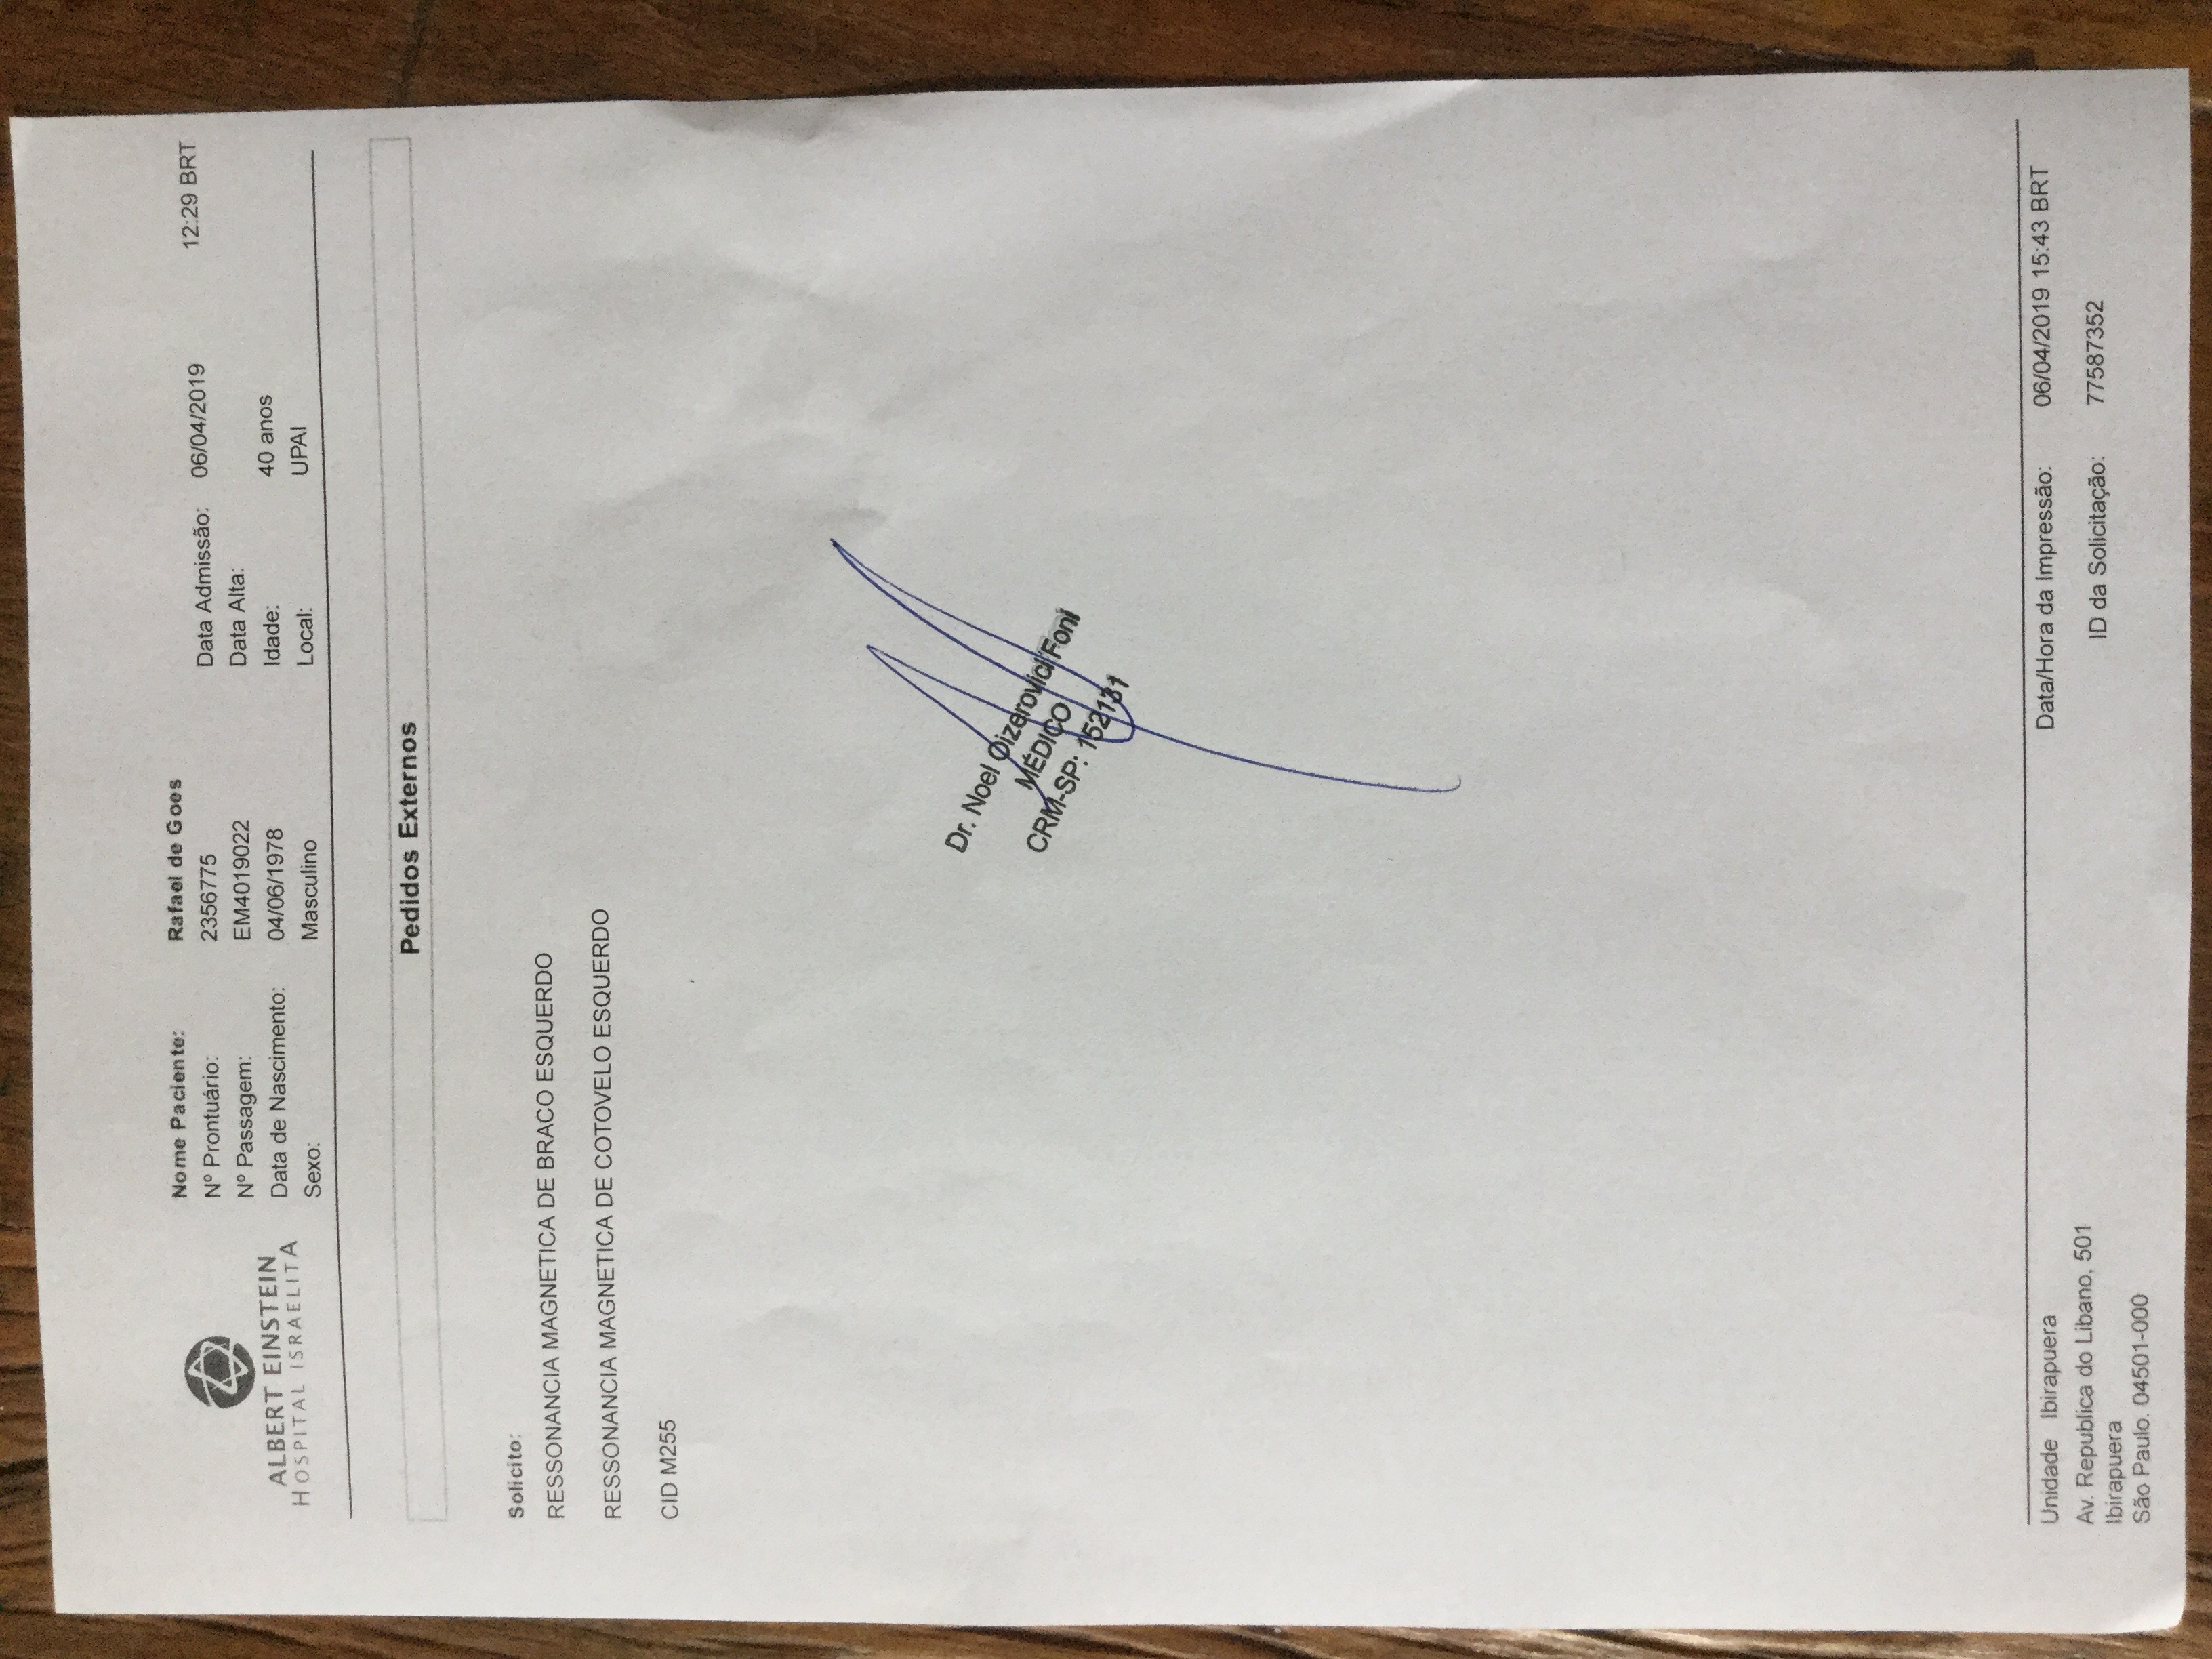 ALBERT EINSTEIN
HOSPITAL ISRAELITA
Nome Paciente: Rafael de Goes
Nº Prontuário: 2356775 Data Admissão: 06/04/2019 12:29 BRT
Nº Passagem: EM4019022 Data Alta:
Data de Nascimento: 04/06/1978 Idade: 40 anos
Sexo: Masculino Local: UPAI
Pedidos Externos
Solicito:
RESSONANCIA MAGNETICA DE BRACO ESQUERDO
RESSONANCIA MAGNETICA DE COTOVELO ESQUERDO
CID M255
Dr. Noel Oizerovici Foni
MÉDICO
CRM-SP: 152131
Unidade Ibirapuera Data/Hora da Impressão: 06/04/2019 15:43 BRT
Av. Republica do Libano, 501 ID da Solicitação: 77587352
Ibirapuera
São Paulo. 04501-000